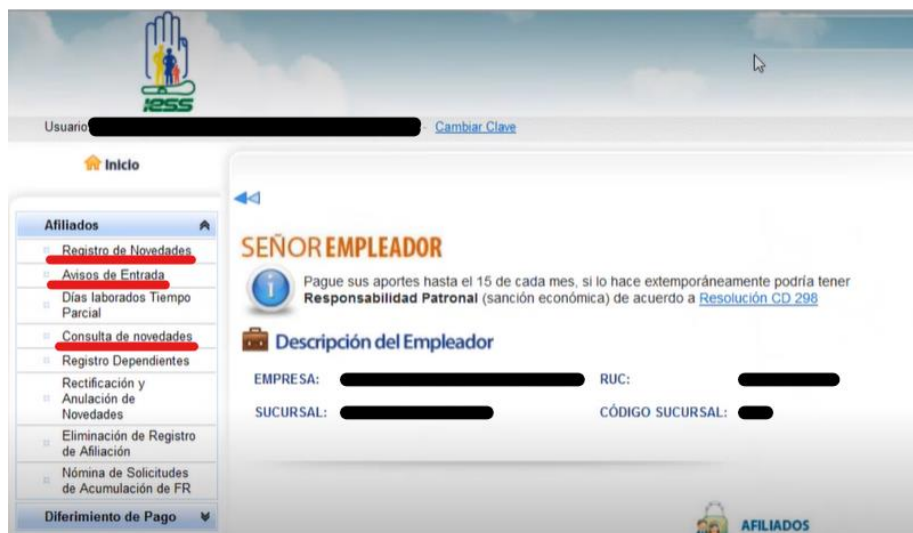 iess
Usuario - Cambiar Clave
Inicio
Afiliados
Registro de Novedades
Avisos de Entrada
Días laborados Tiempo
Parcial
Consulta de novedades
Registro Dependientes
Rectificación y
Anulación de
Novedades
Eliminación de Registro
de Afiliación
Nómina de Solicitudes
de Acumulación de FR
Diferimiento de Pago
SEÑOR EMPLEADOR
Pague sus aportes hasta el 15 de cada mes, si lo hace extemporáneamente podría tener
Responsabilidad Patronal (sanción económica) de acuerdo a Resolución CD 298
Descripción del Empleador
EMPRESA: RUC:
SUCURSAL: CÓDIGO SUCURSAL:
AFILIADOS